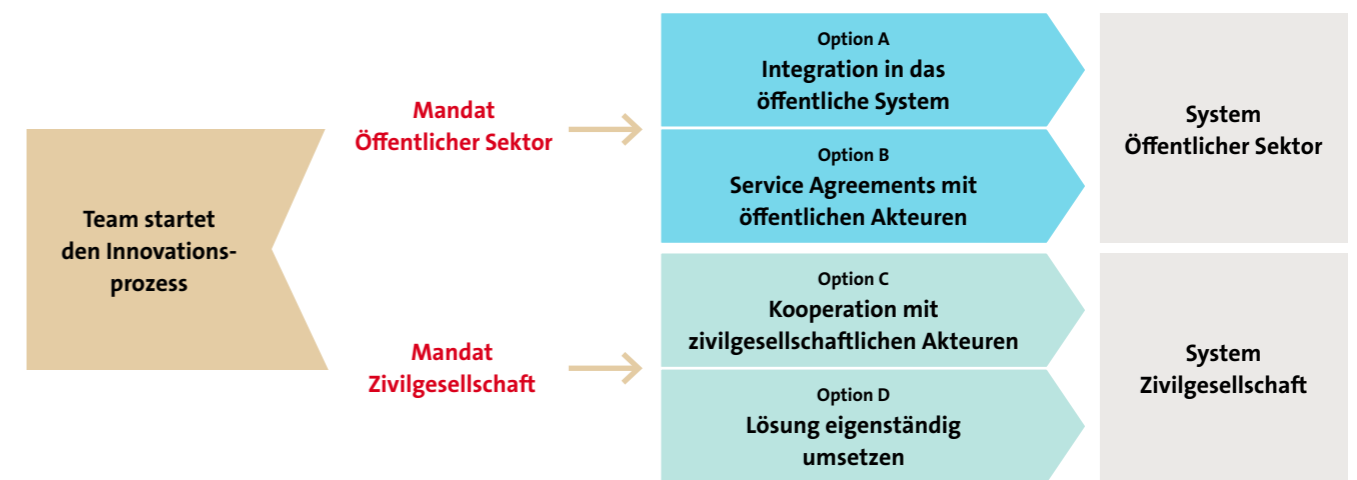 Team startet
den Innovations-
prozess
Mandat
Öffentlicher Sektor
Option A
Integration in das
öffentliche System
Option B
Service Agreements mit
öffentlichen Akteuren
System
Öffentlicher Sektor
Mandat
Zivilgesellschaft
Option C
Kooperation mit
zivilgesellschaftlichen Akteuren
Option D
Lösung eigenständig
umsetzen
System
Zivilgesellschaft